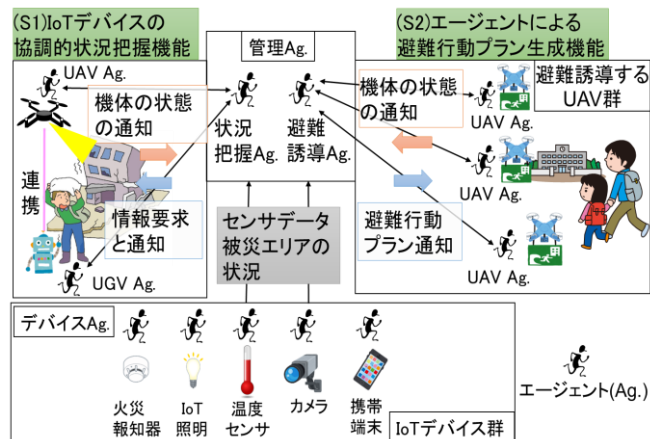 (S1)IoTデバイスの
協調的状況把握機能
(S2)エージェントによる
避難行動プラン生成機能
管理Ag.
UAV Ag.
機体の状態
の通知
連携
情報要求
と通知
UGV Ag.
状況
把握Ag.
避難
誘導Ag.
センサデータ
被災エリアの
状況
機体の状態
の通知
避難行動
プラン通知
避難誘導する
UAV群
UAV Ag.
UAV Ag.
UAV Ag.
デバイスAg.
火災
報知器
IoT
照明
温度
センサ
カメラ
携帯
端末
IoTデバイス群
エージェント(Ag.)